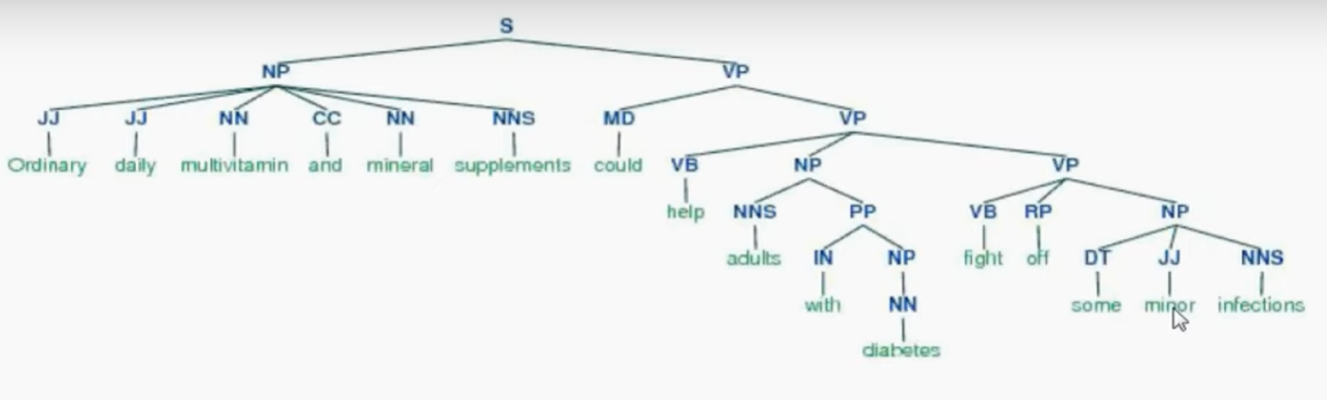 S
NP VP
JJ JJ NN CC NN NNS MD VP
Ordinary daily multivitamin and mineral supplements could VB NP VP
help NNS PP VB RP NP
adults IN NP fight off DT JJ NNS
with NN some minor infections
diabetes